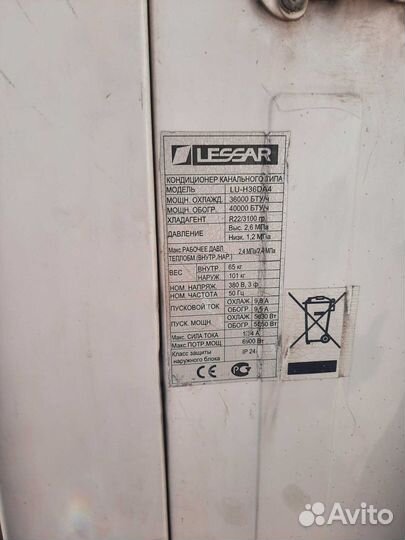 LESSAR
КОНДИЦИОНЕР КАНАЛЬНОГО ТИПА
МОДЕЛЬ LU-H36DA4
МОЩН. ОХЛАЖД. 36000 БТУ/Ч
МОЩН. ОБОГР. 40000 БТУ/Ч
ХЛАДАГЕНТ R22/3100 гр.
ДАВЛЕНИЕ Выс. 2,6 МПа
Низк. 1,2 МПа
Макс РАБОЧЕЕ ДАВЛ. ТЕПЛОБМ.(ВНУТР./НАР.) 2,4 МПа/2,4 МПа
ВЕС ВНУТР 65 кг
НАРУЖ. 101 кг
НОМ. НАПРЯЖ. 380 В, 3 ф.
НОМ. ЧАСТОТА 50 Гц
ПУСКОВОЙ ТОК ОХЛАЖ. 9,8 А
ОБОГР. 9,5 А
ПУСК. МОЩН. ОХЛАЖ. 5630 Вт
ОБОГР. 5650 Вт
Макс. СИЛА ТОКА А
Макс.ПОТР.МОЩ 6900 Вт
Класс защиты наружного блока IP 24
CE
Avito